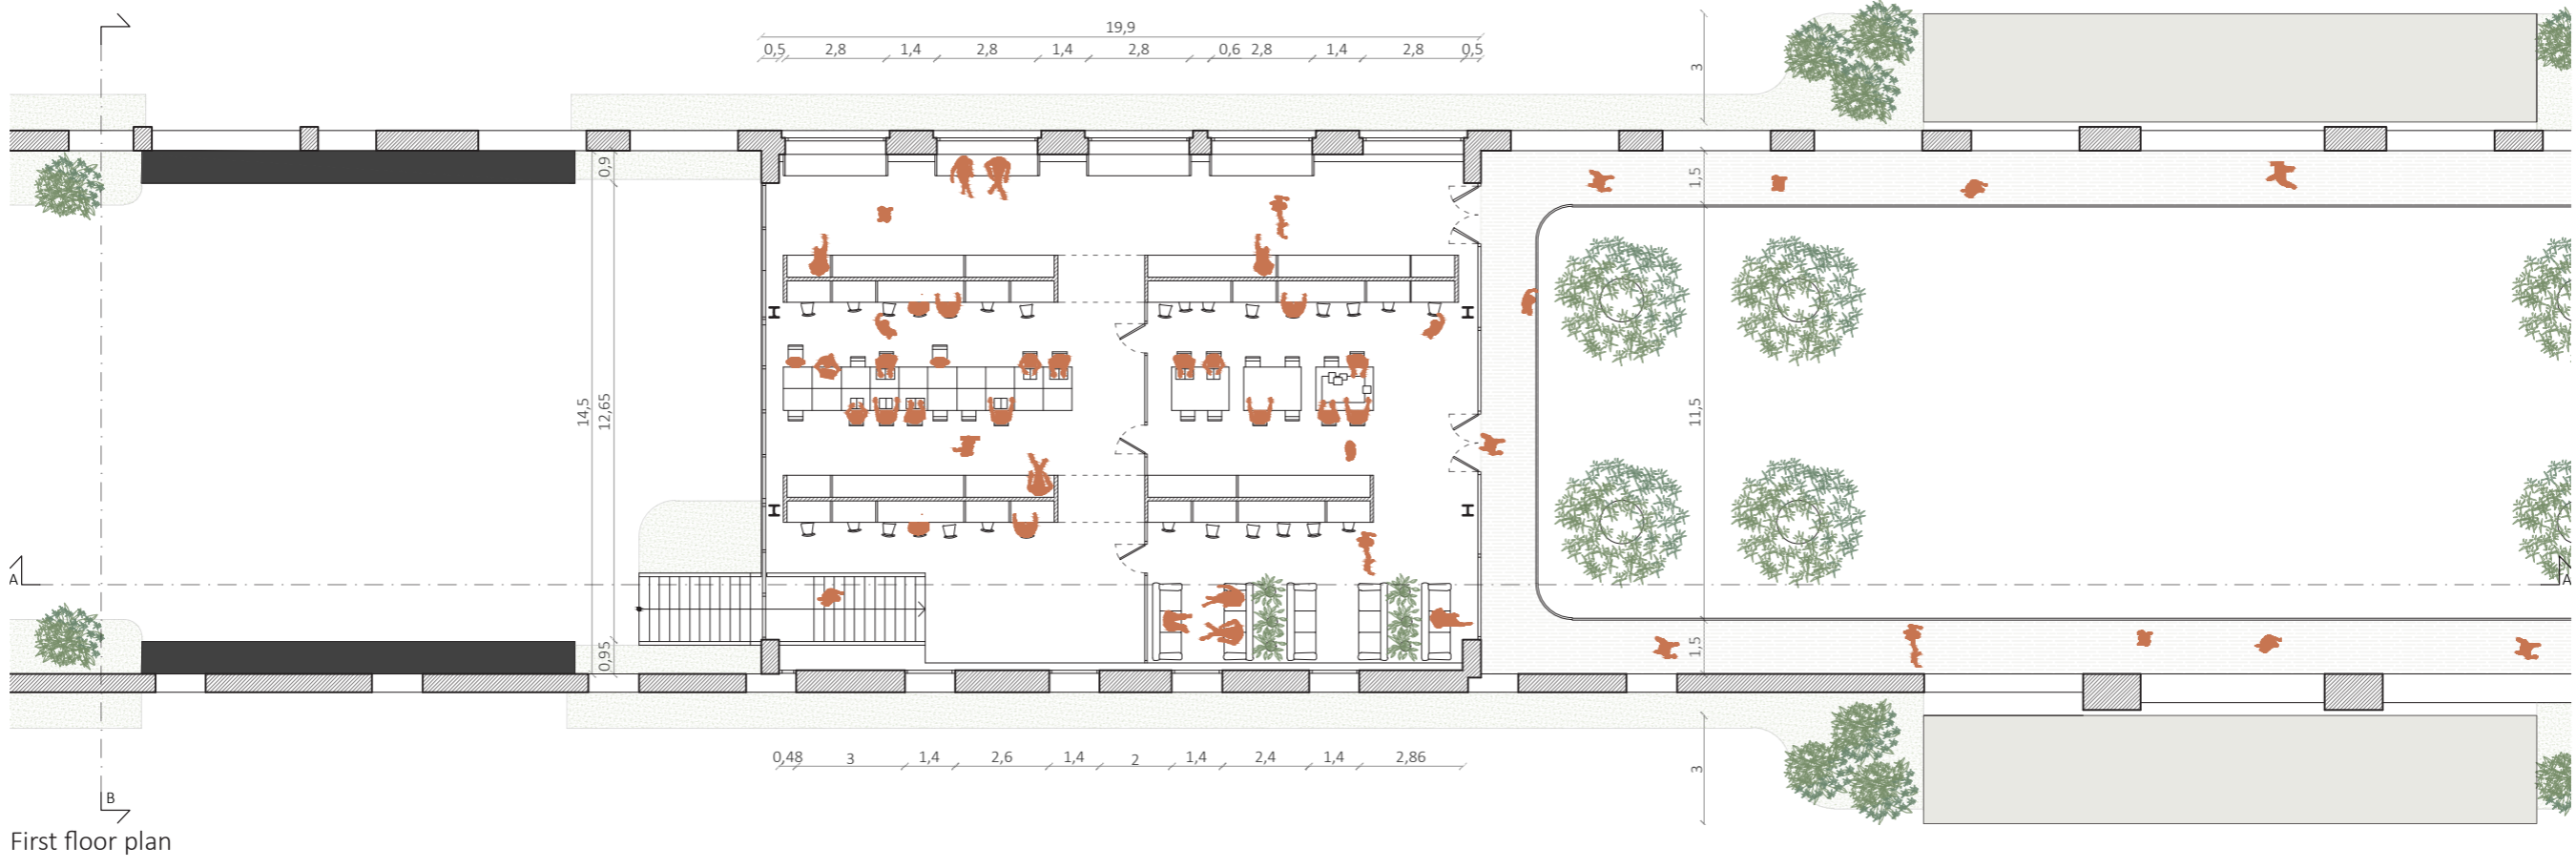 19,9
0,5 2,8 1,4 2,8 1,4 2,8 0,6 2,8 1,4 2,8 0,5
3
0,9
1,5
14,5
12,65
11,5
A
A
0,95
1,5
0,48 3 1,4 2,6 1,4 2 1,4 2,4 1,4 2,86
3
B
First floor plan